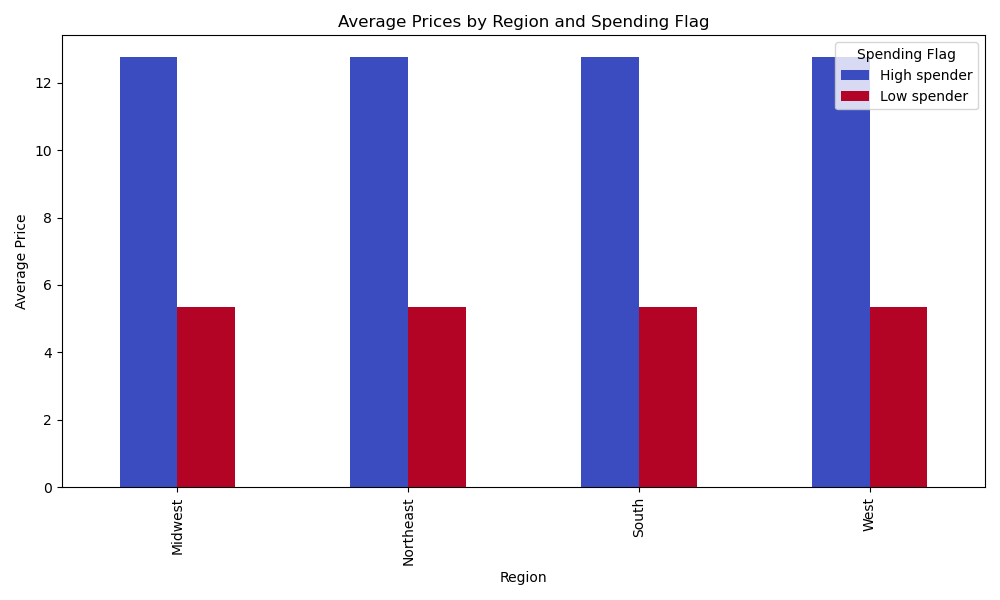 Average Prices by Region and Spending Flag
Spending Flag
High spender
Low spender
Average Price
12
10
8
6
4
2
0
Midwest
Northeast
South
West
Region